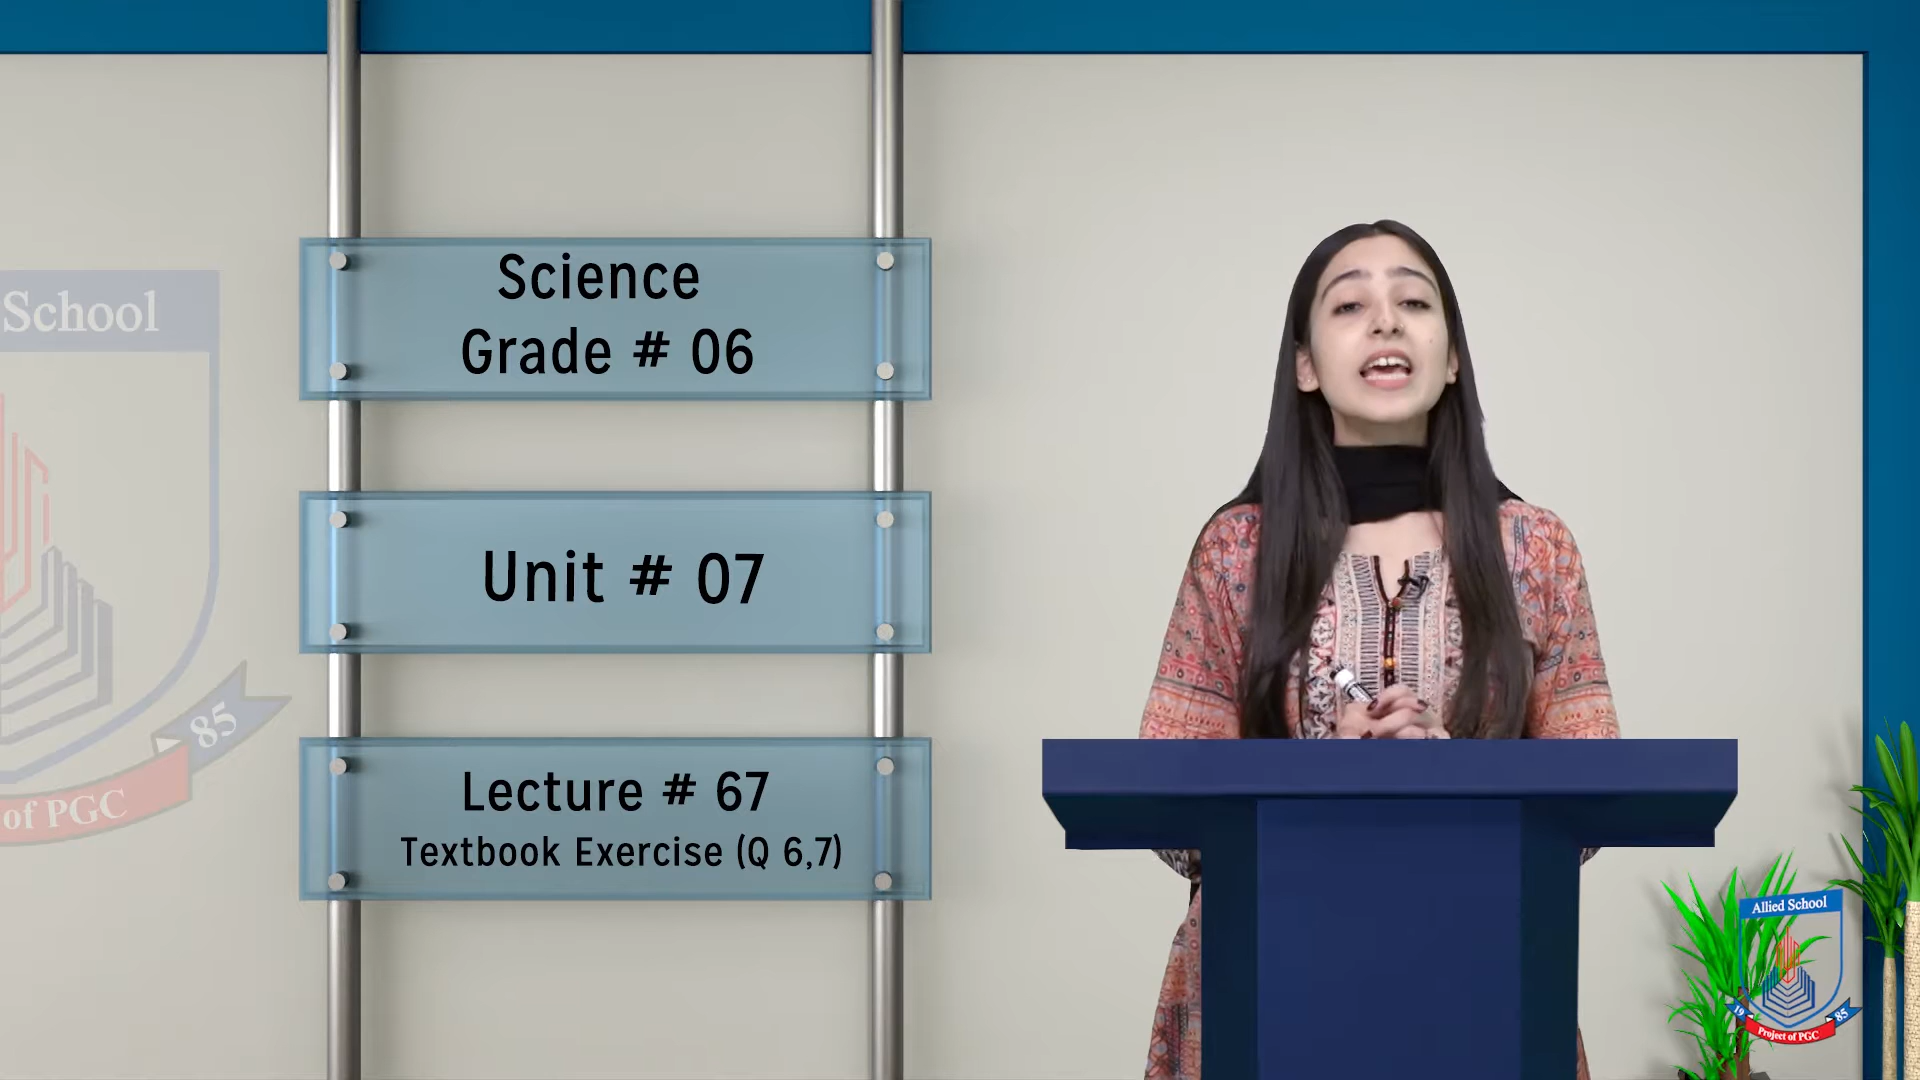 Science
Grade # 06
Unit # 07
Lecture # 67
Textbook Exercise (Q 6,7)
School
85
of PGC
Allied School
19
85
Project of PGC